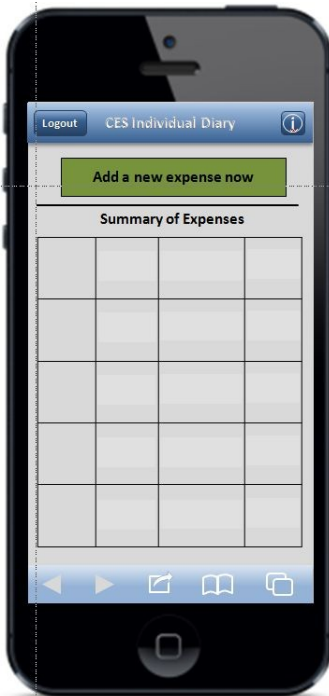 Logout
CES Individual Diary
Add a new expense now
Summary of Expenses